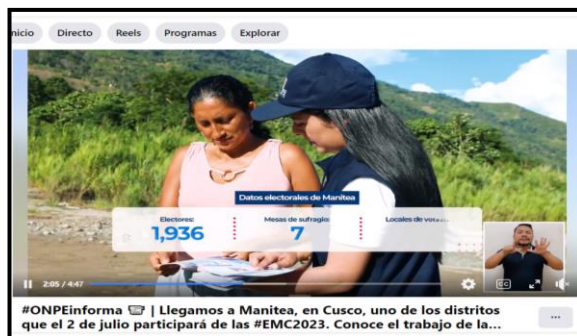 nicio Directo Reels Programas Explorar
Datos electorales de Manitea
Electores: Mesas de sufragio: Locales de vota...
1,936 7
2:05 / 4:47 CC
#ONPEinforma | Llegamos a Manitea, en Cusco, uno de los distritos
que el 2 de julio participará de las #EMC2023. Conoce el trabajo de la...